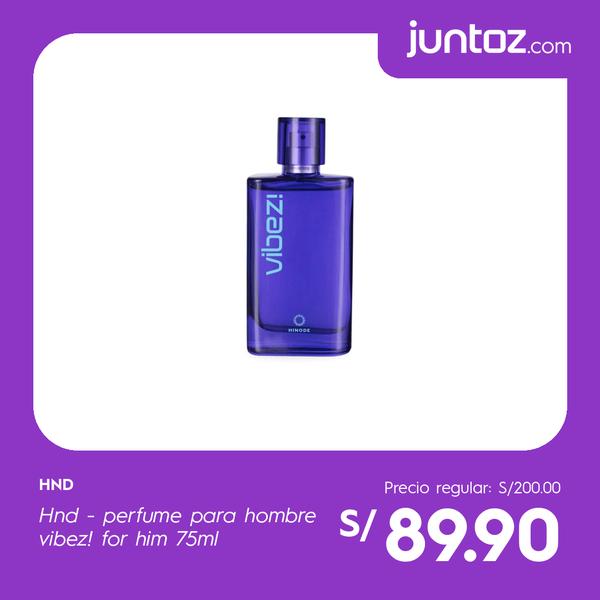 juntoz.com
vibez!
HINODE
HND
Hnd - perfume para hombre
vibez! for him 75ml
Precio regular: S/200.00
S/ 89.90